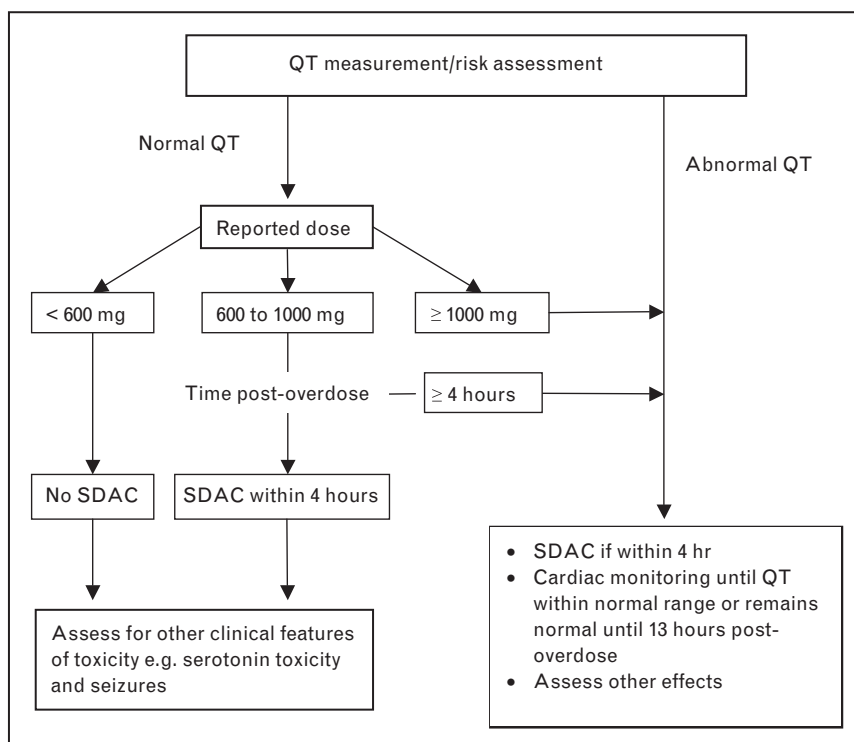 QT measurement/risk assessment
Normal QT
Abnormal QT
Reported dose
< 600 mg
600 to 1000 mg
≥ 1000 mg
Time post-overdose
≥ 4 hours
No SDAC
SDAC within 4 hours
• SDAC if within 4 hr
• Cardiac monitoring until QT
within normal range or remains
normal until 13 hours post-
overdose
• Assess other effects
Assess for other clinical features
of toxicity e.g. serotonin toxicity
and seizures